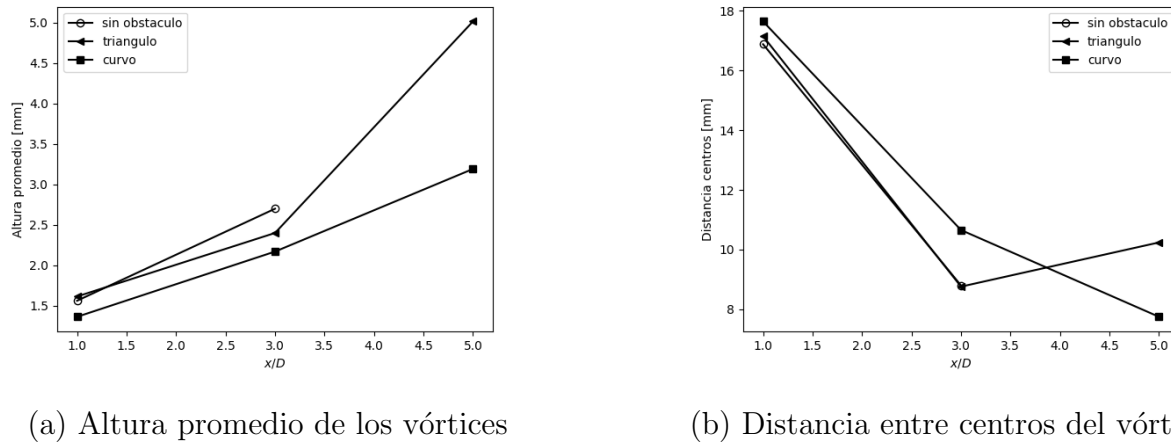 sin obstaculo
triangulo
curvo
5.0
4.5
4.0
3.5
3.0
2.5
2.0
1.5
Altura promedio [mm]
1.0 1.5 2.0 2.5 3.0 3.5 4.0 4.5 5.0
x/D
(a) Altura promedio de los vórtices
sin obstaculo
triangulo
curvo
18
16
14
12
10
8
Distancia centros [mm]
1.0 1.5 2.0 2.5 3.0 3.5 4.0 4.5 5.0
x/D
(b) Distancia entre centros del